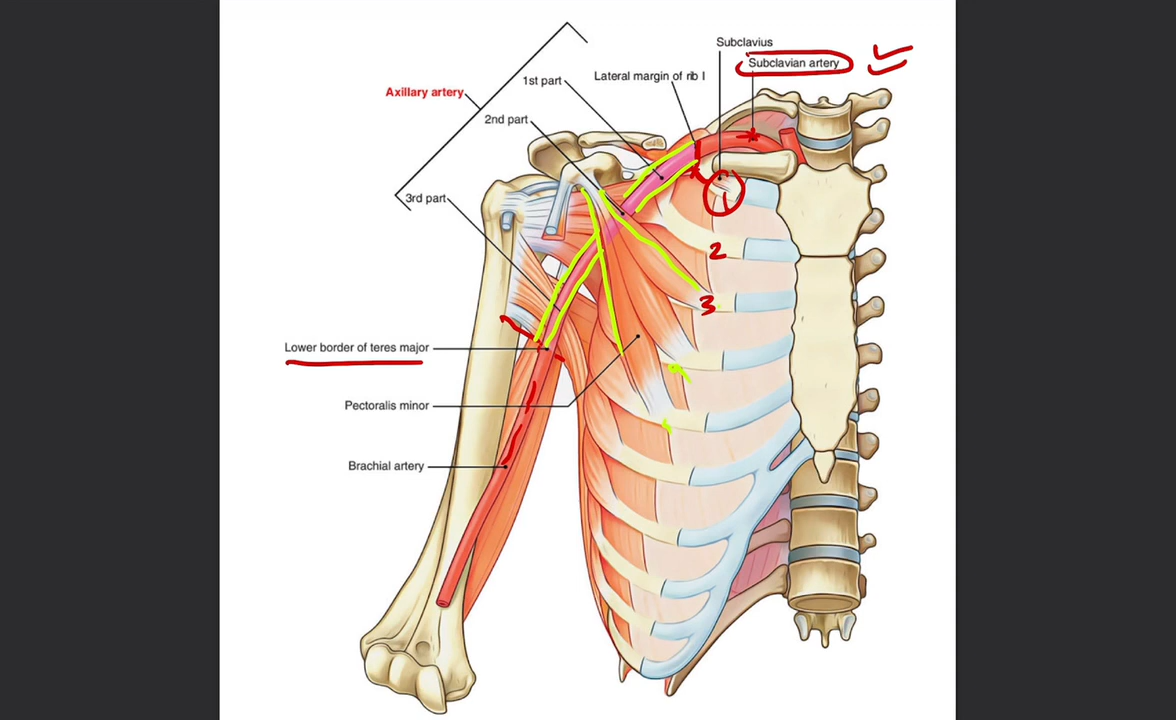 Subclavius
Subclavian artery
Lateral margin of rib I
1st part
Axillary artery
2nd part
3rd part
2
3
Lower border of teres major
Pectoralis minor
Brachial artery